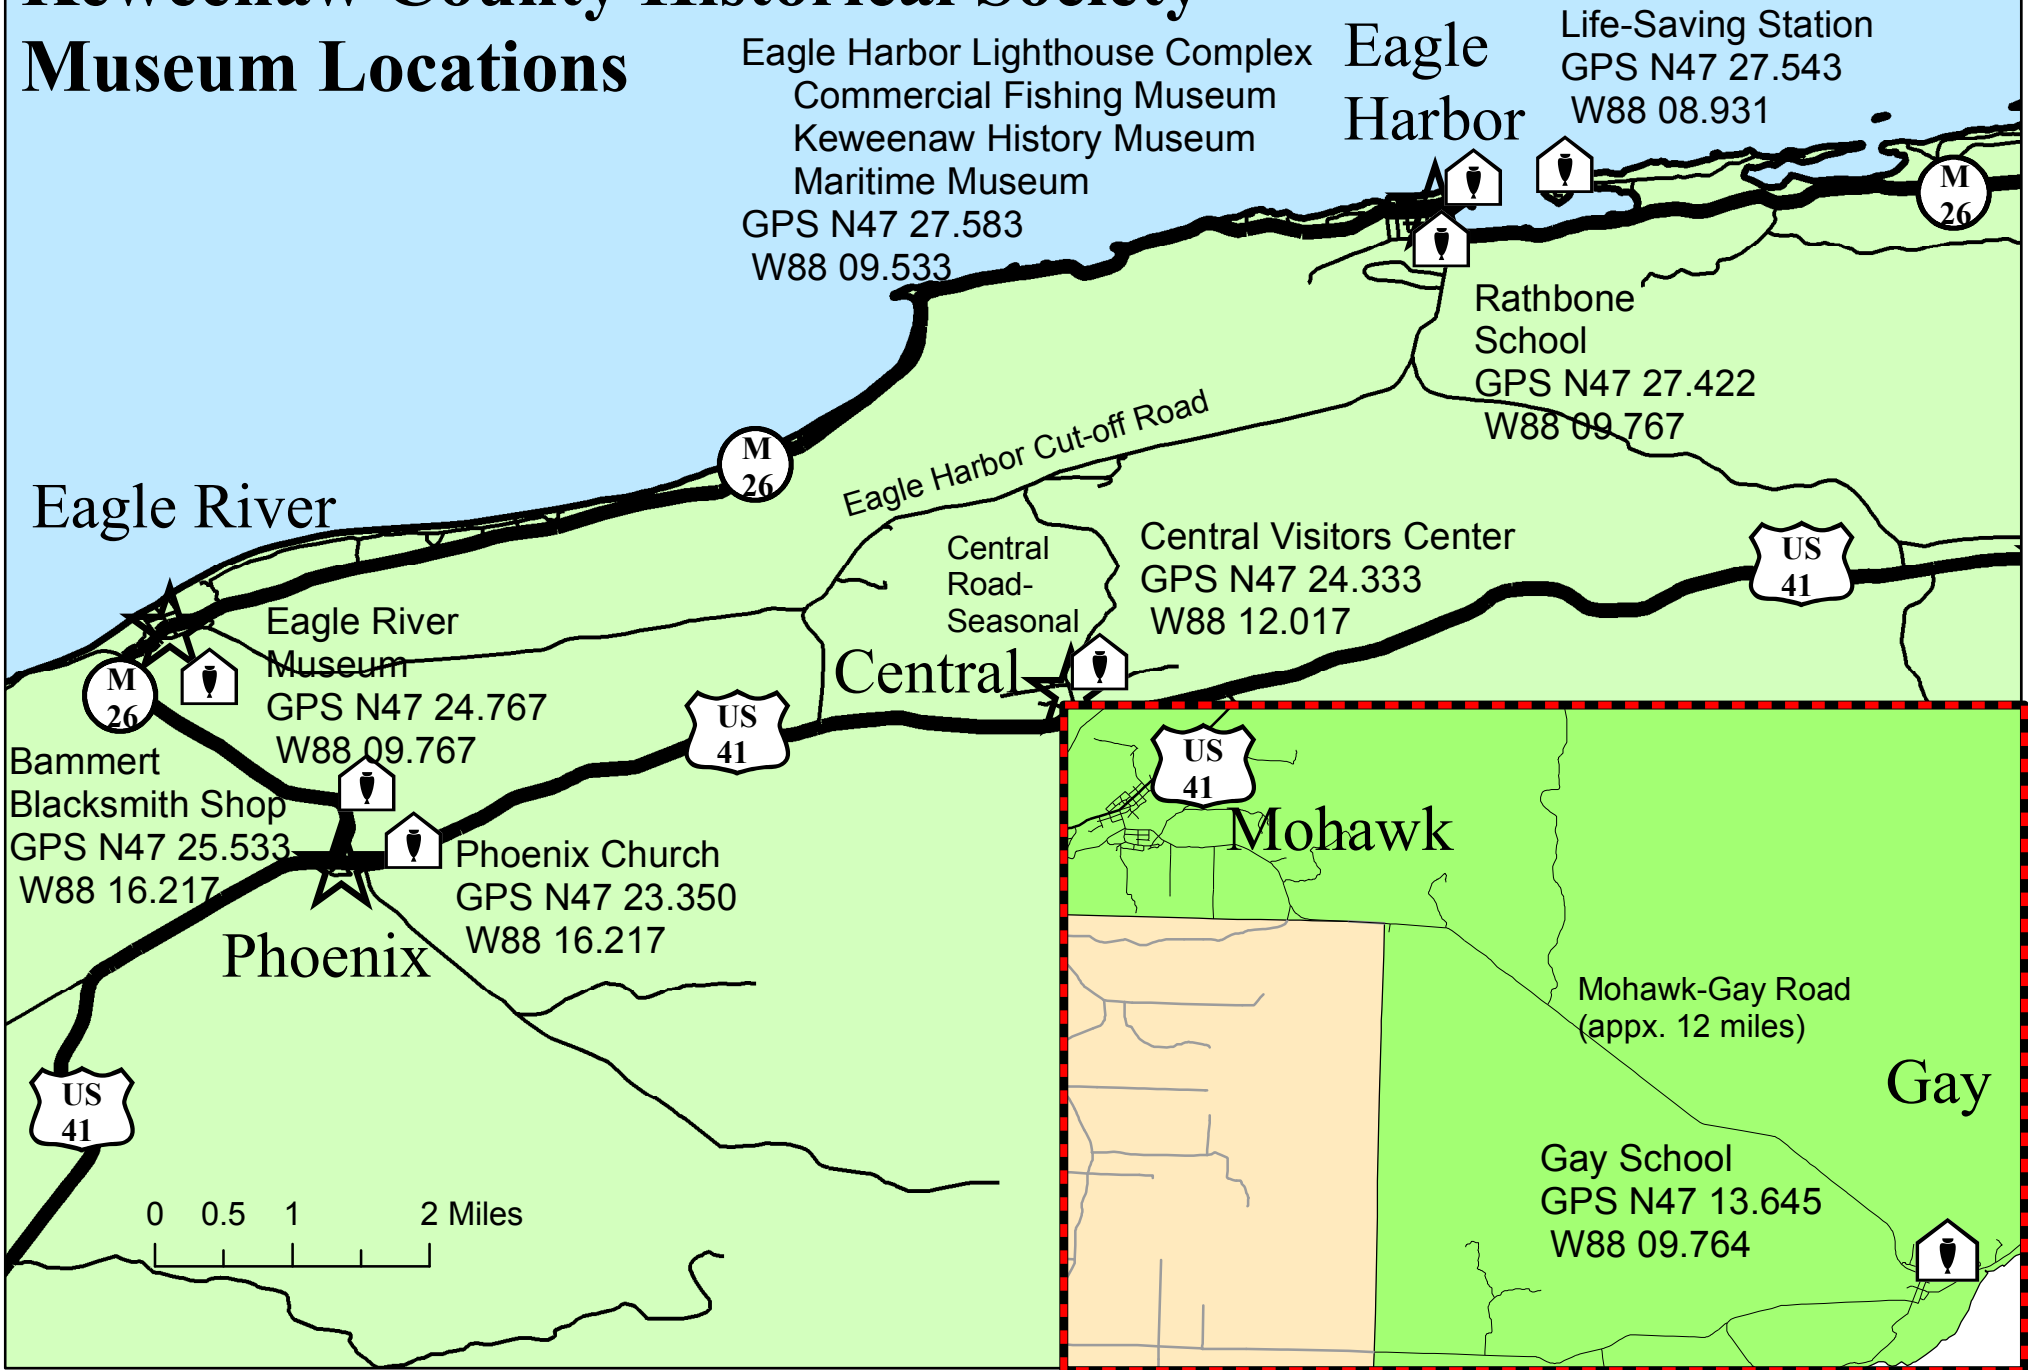 Keweenaw County Historical Society
Museum Locations
Eagle Harbor Lighthouse Complex
Commercial Fishing Museum
Keweenaw History Museum
Maritime Museum
GPS N47 27.583
W88 09.533
Eagle
Harbor
Life-Saving Station
GPS N47 27.543
W88 08.931
M
26
Rathbone
School
GPS N47 27.422
W88 09.767
Eagle Harbor Cut-off Road
M
26
Eagle River
Central
Road-
Seasonal
Central Visitors Center
GPS N47 24.333
W88 12.017
US
41
Eagle River
Museum
GPS N47 24.767
W88 09.767
M
26
Central
US
41
Bammert
Blacksmith Shop
GPS N47 25.533
W88 16.217
Phoenix Church
GPS N47 23.350
W88 16.217
Phoenix
US
41
0 0.5 1 2 Miles
US
41
Mohawk
Mohawk-Gay Road
(appx. 12 miles)
Gay
Gay School
GPS N47 13.645
W88 09.764